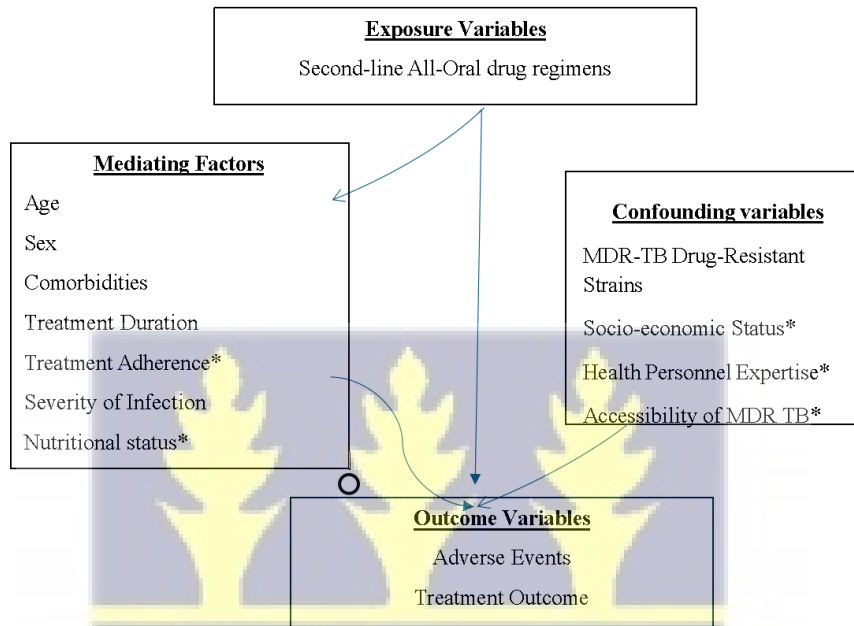 Exposure Variables
Second-line All-Oral drug regimens
Mediating Factors
Age
Sex
Comorbidities
Treatment Duration
Treatment Adherence*
Severity of Infection
Nutritional status*
Confounding variables
MDR-TB Drug-Resistant
Strains
Socio-economic Status*
Health Personnel Expertise*
Accessibility of MDR TB*
Outcome Variables
Adverse Events
Treatment Outcome